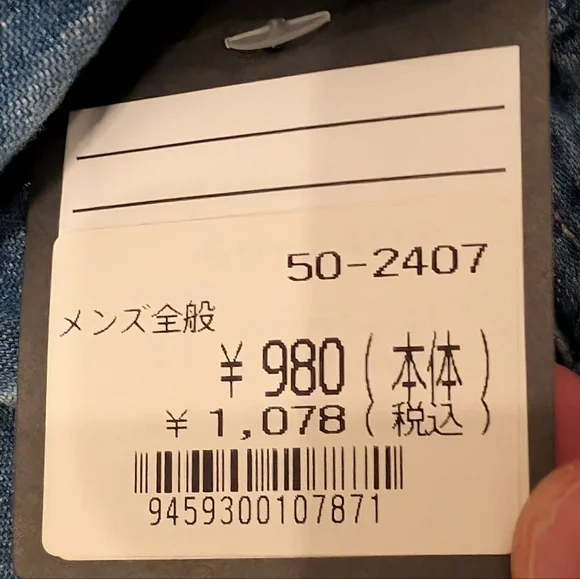 50-2407
メンズ全般
¥ 980 (本体)
¥ 1,078 (税込)
9459300107871